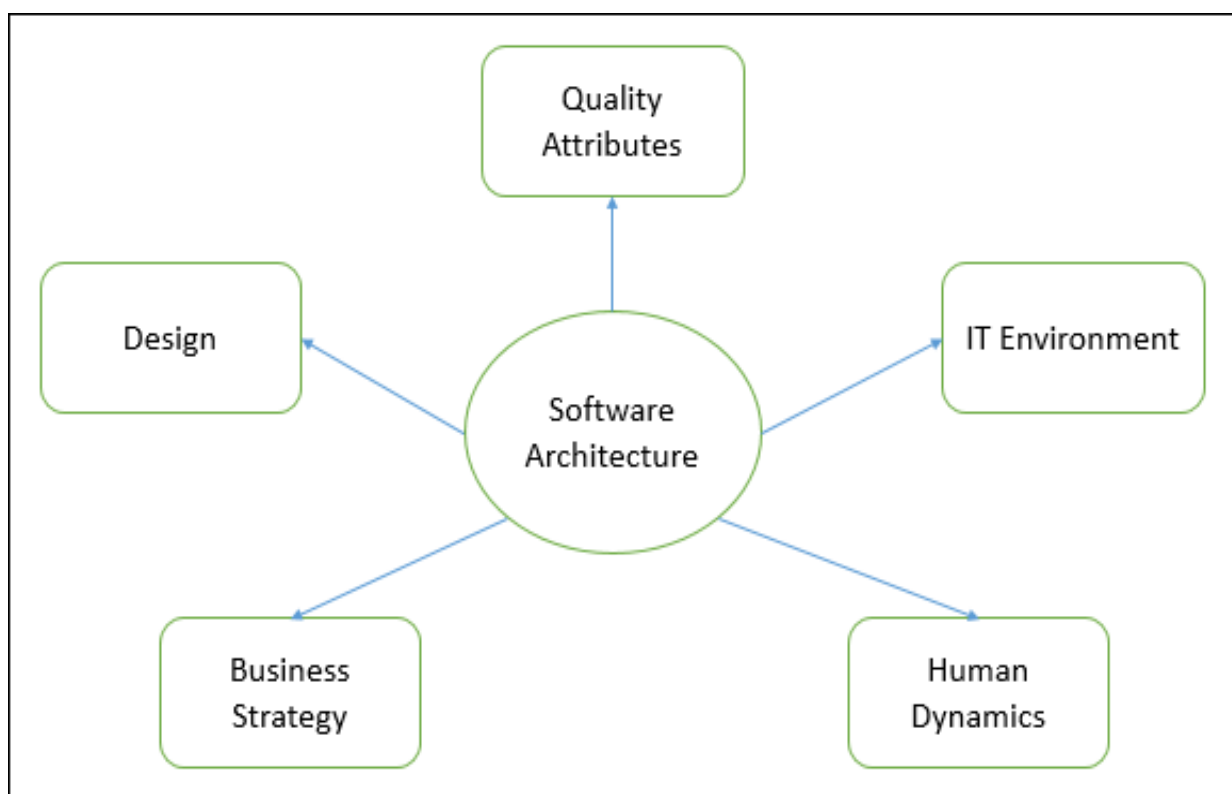 Quality
Attributes
Design
IT Environment
Software
Architecture
Business
Strategy
Human
Dynamics